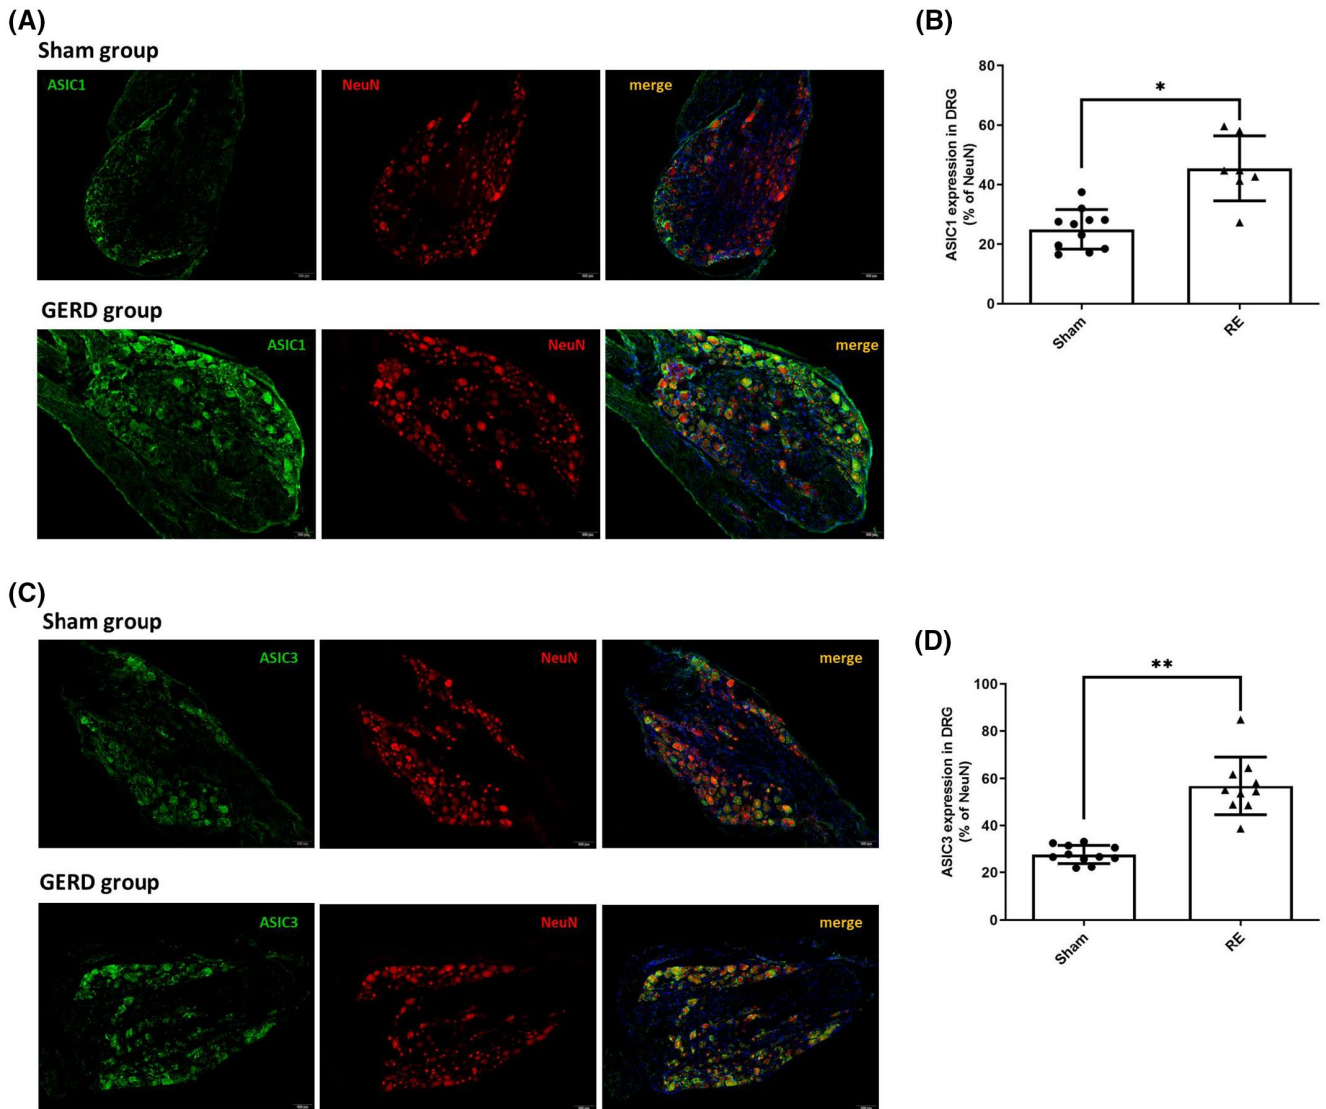 (A)
Sham group
ASIC1
NeuN
merge
GERD group
ASIC1
NeuN
merge
(B)
80
60
40
20
0
ASIC1 expression in DRG
(% of NeuN)
*
Sham
RE
(C)
Sham group
ASIC3
NeuN
merge
GERD group
ASIC3
NeuN
merge
(D)
100
80
60
40
20
0
ASIC3 expression in DRG
(% of NeuN)
**
Sham
RE